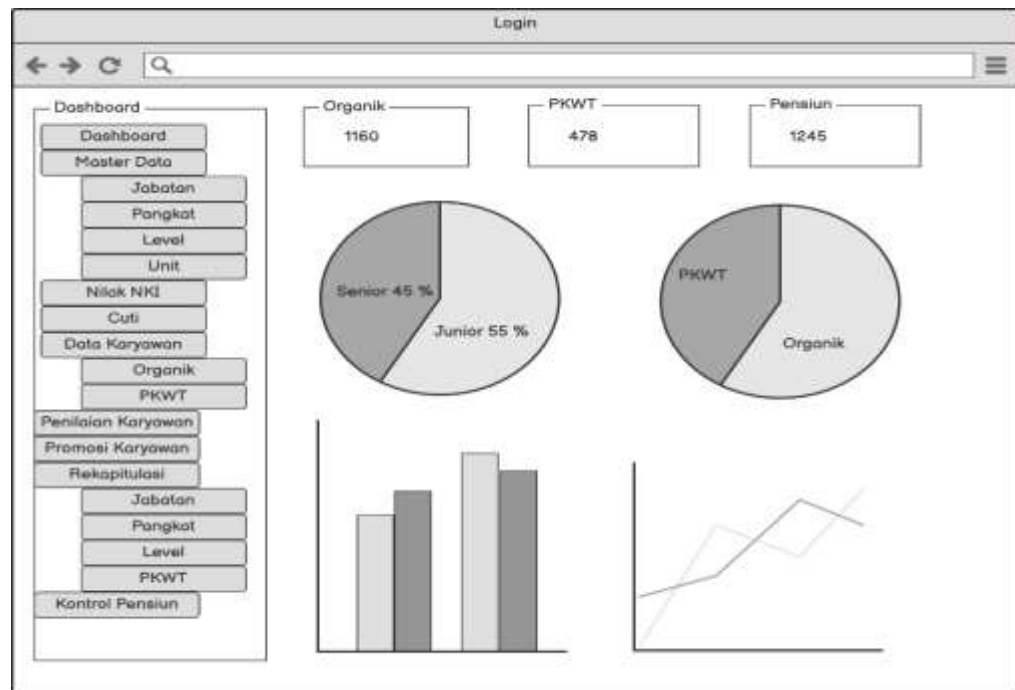 Login
Dashboard
Dashboard
Master Data
Jabatan
Pangkat
Level
Unit
Nilak NKI
Cuti
Data Karyawan
Organik
PKWT
Penilaian Karyawan
Promosi Karyawan
Rekapitulasi
Jabatan
Pangkat
Level
PKWT
Kontrol Pensiun
Organik
1160
PKWT
478
Pensiun
1245
Senior 45 %
Junior 55 %
PKWT
Organik